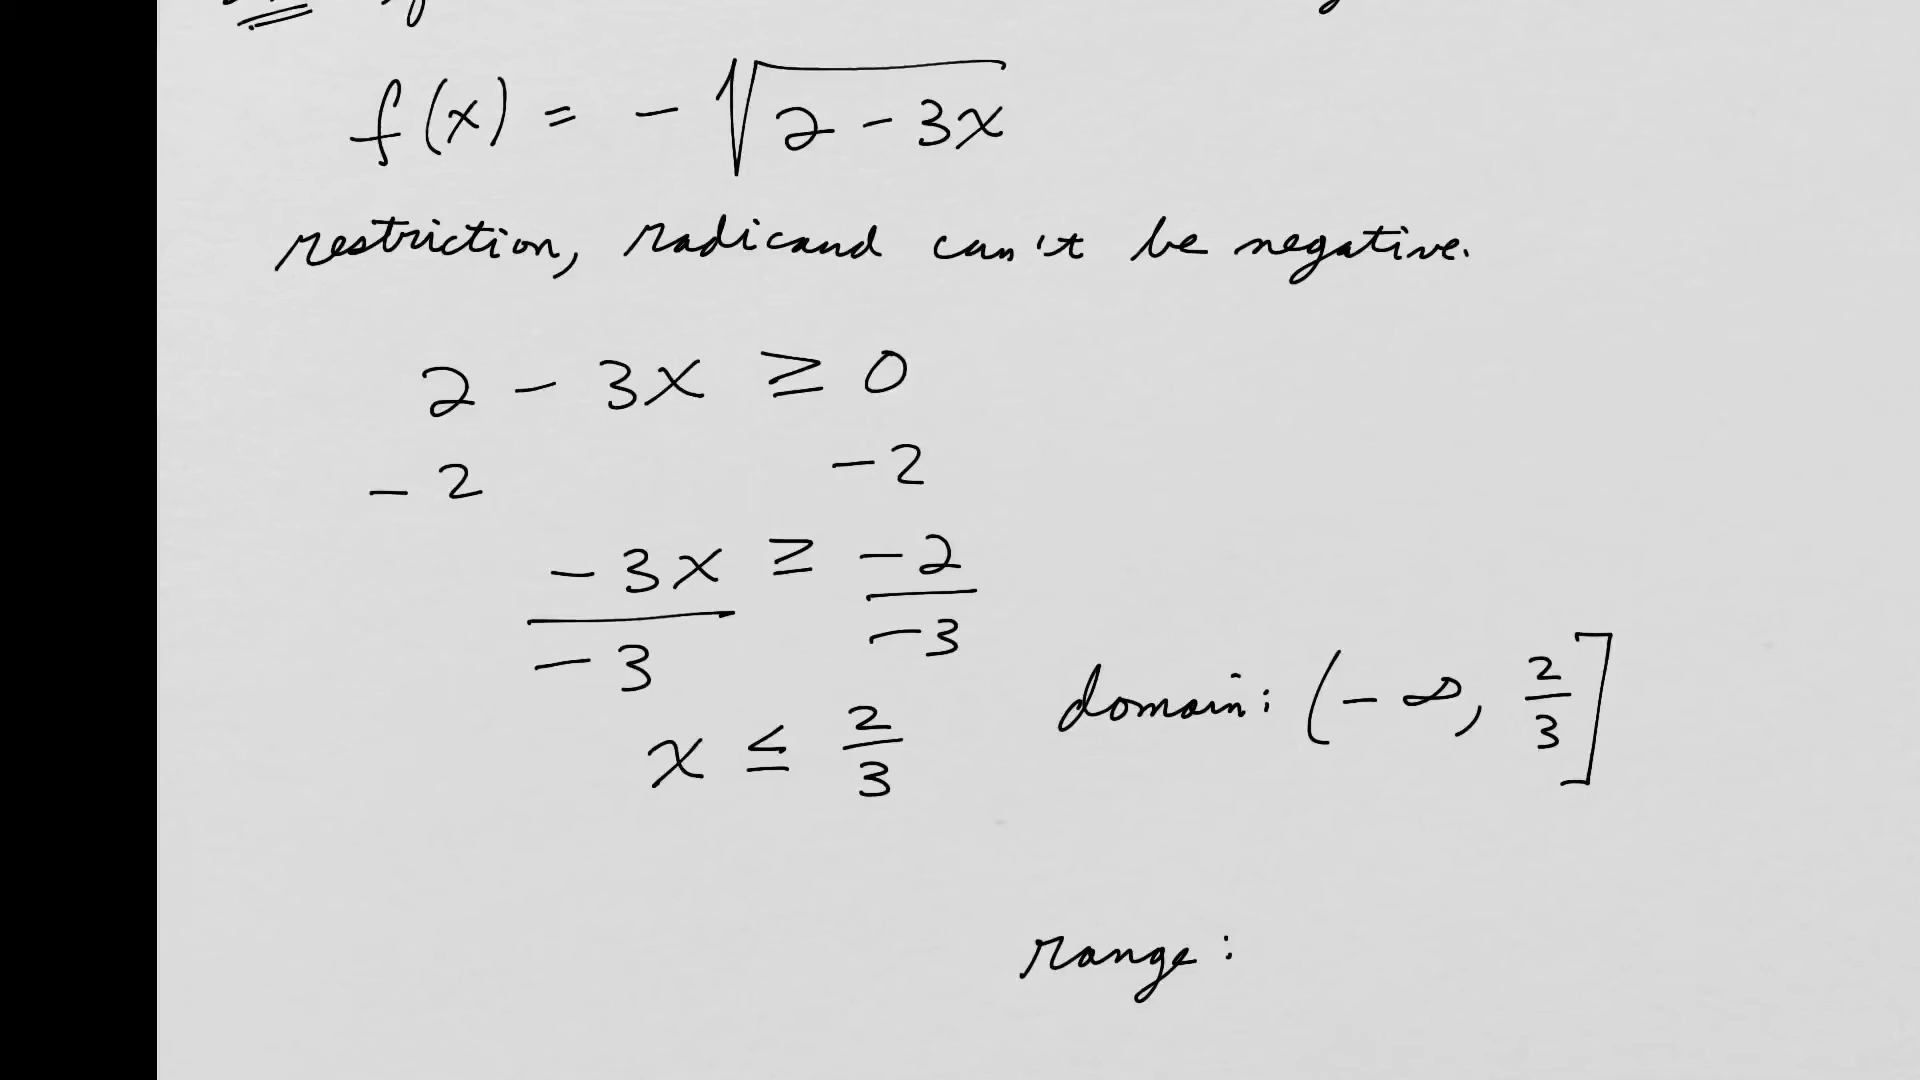 f(x) = - √(2 - 3x)
restriction, radicand can't be negative.
2 - 3x ≥ 0
- 2 - 2
- 3x ≥ - 2
- 3 - 3
x ≤ 2/3
domain: (- ∞, 2/3]
range: